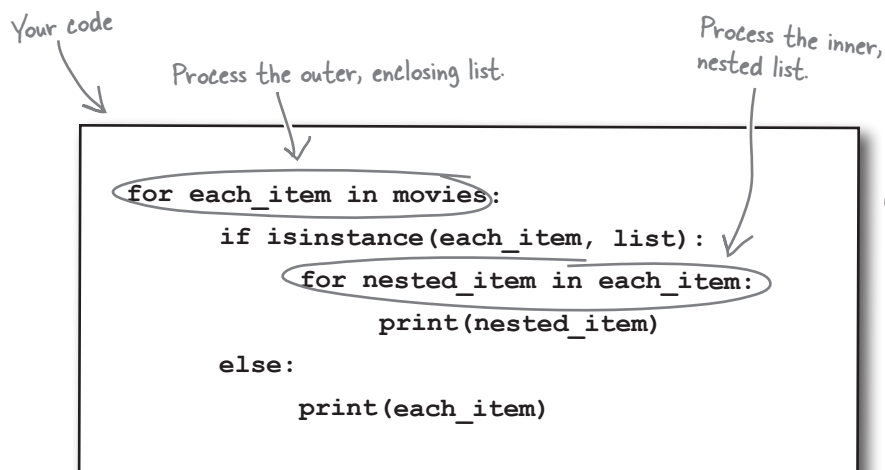 Your code
Process the outer, enclosing list.
Process the inner,
nested list.
for each_item in movies:
if isinstance(each_item, list):
for nested_item in each_item:
print(nested_item)
else:
print(each_item)